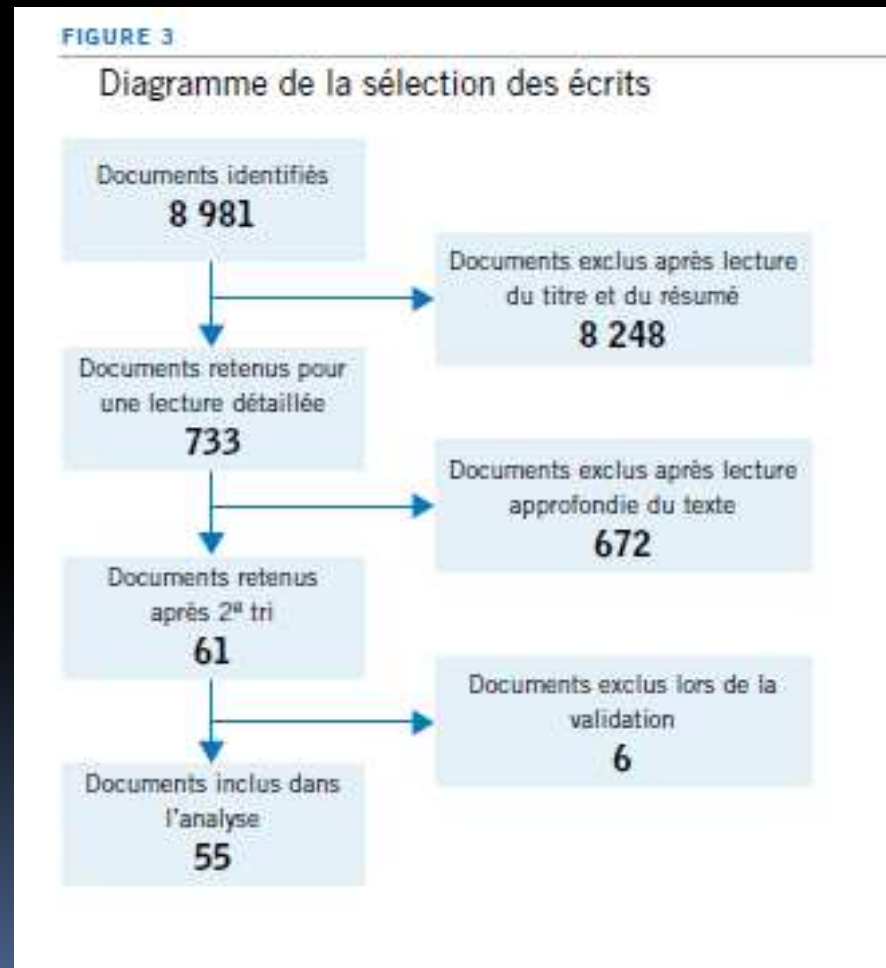 FIGURE 3
Diagramme de la sélection des écrits
Documents identifiés
8 981
Documents exclus après lecture
du titre et du résumé
8 248
Documents retenus pour
une lecture détaillée
733
Documents exclus après lecture
approfondie du texte
672
Documents retenus
après 2e tri
61
Documents exclus lors de la
validation
6
Documents inclus dans
l'analyse
55